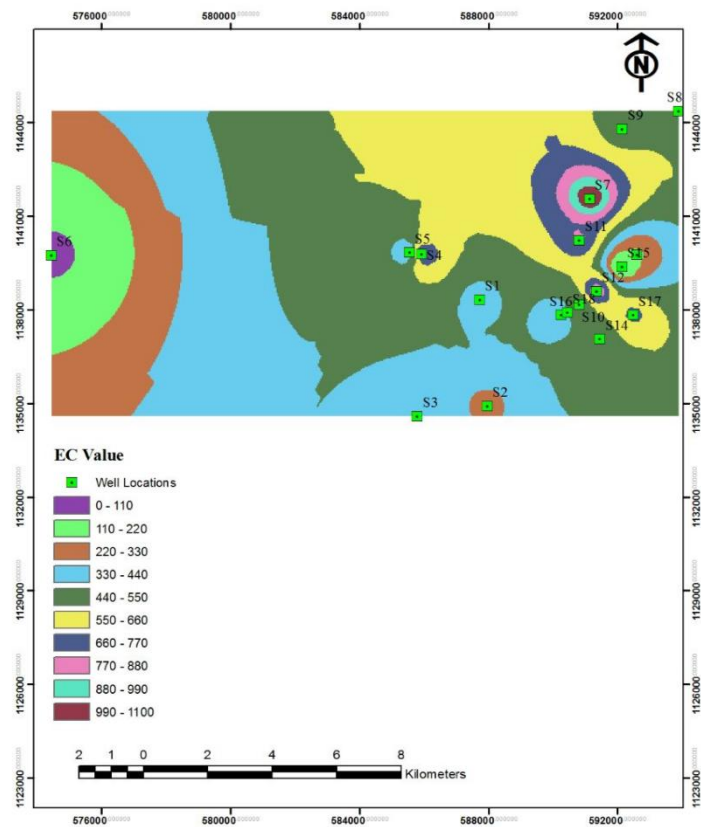 576000 580000 584000 588000 592000
N
S8
1144000 S9 1144000
S7
1141000 S11 1141000
S6 S5 S4 S15
S12
S1
1138000 S16 S18 S17 1138000
S10
S14
1135000 S3 S2 1135000
EC Value
Well Locations
1132000 1132000
0 - 110
110 - 220
220 - 330
330 - 440
1129000 1129000
440 - 550
550 - 660
660 - 770
770 - 880
1126000 1126000
880 - 990
990 - 1100
2 1 0 2 4 6 8
Kilometers
1123000 1123000
576000 580000 584000 588000 592000